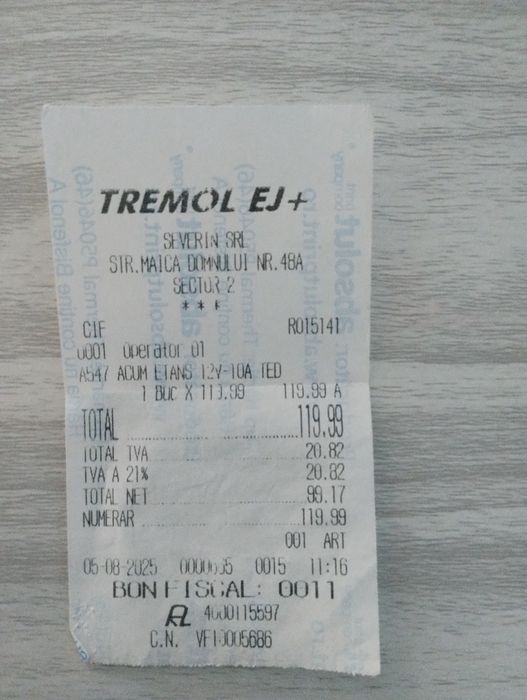 TREMOL EJ+
SEVERIN SRL
STR.MAICA DOMNULUI NR.48A
SECTOR 2
***
CIF RO15141
0001 Operator 01
A547 ACUM ETANS 12V-10A TED
1 Buc X 119.99 119.99 A
TOTAL 119.99
TOTAL TVA 20.82
TVA A 21% 20.82
TOTAL NET 99.17
NUMERAR 119.99
001 ART
05-08-2025 0015 11:16
BON FISCAL: 0011
4000115597
C.N. VF10005686